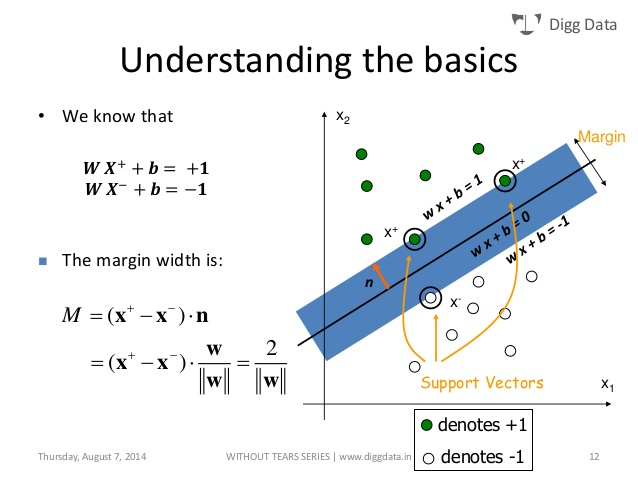 Digg Data
Understanding the basics
• We know that
W X⁺ + b = +1
W X⁻ + b = −1
■ The margin width is:
M = (x⁺ − x⁻) · n
= (x⁺ − x⁻) · w / ‖w‖ = 2 / ‖w‖
x₂
Margin
x⁺
w x + b = 1
x⁺
w x + b = 0
w x + b = -1
n
x⁻
Support Vectors
x₁
denotes +1
denotes -1
Thursday, August 7, 2014
WITHOUT TEARS SERIES | www.diggdata.in
12